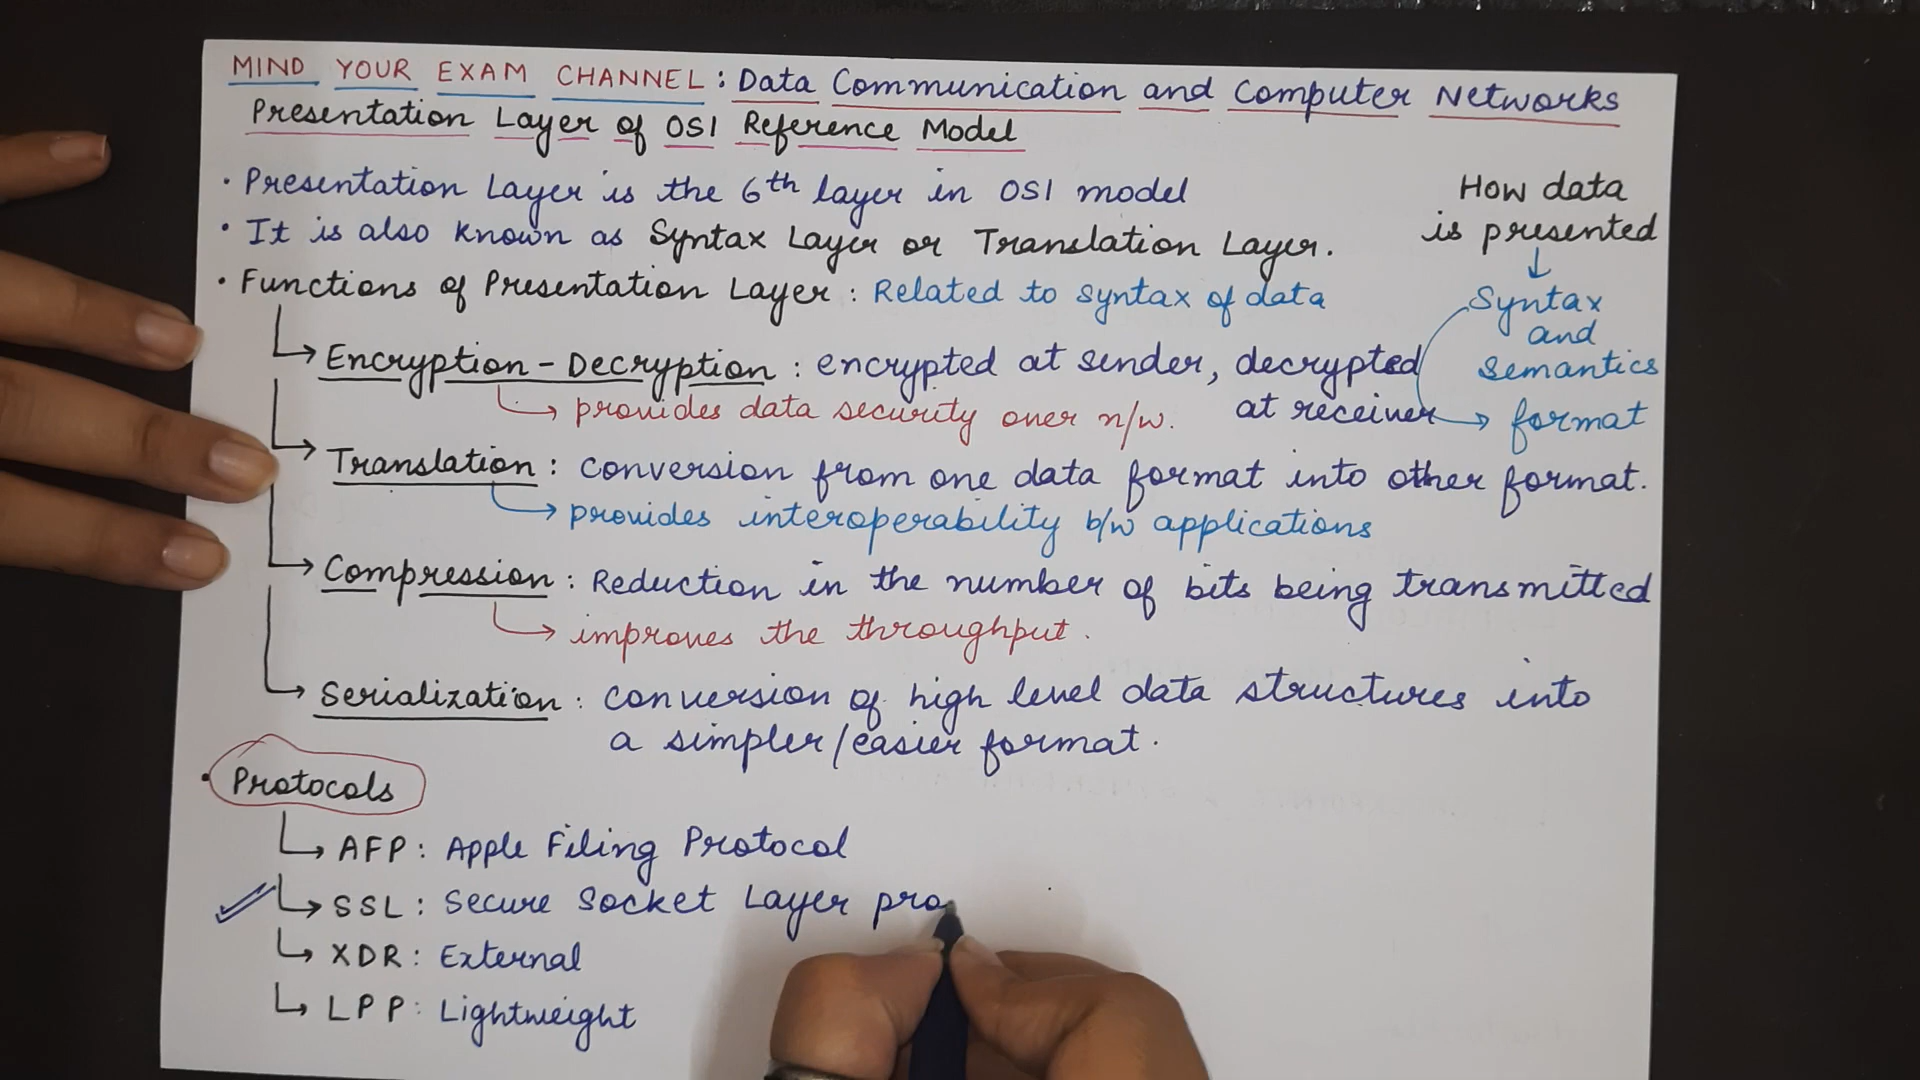 MIND YOUR EXAM CHANNEL : Data Communication and Computer Networks
Presentation Layer of OSI Reference Model
• Presentation Layer is the 6th layer in OSI model
• It is also known as Syntax Layer or Translation Layer.
• Functions of Presentation Layer : Related to syntax of data
How data
is presented
↓
Syntax
and
semantics
→ format
→ Encryption - Decryption : encrypted at sender, decrypted
at receiver
→ provides data security over n/w.
→ Translation : conversion from one data format into other format.
→ provides interoperability b/w applications
→ Compression : Reduction in the number of bits being transmitted
→ improves the throughput.
→ Serialization : conversion of high level data structures into
a simpler/easier format.
• Protocols
→ AFP : Apple Filing Protocol
→ SSL : Secure Socket Layer pro
→ XDR : External
→ LPP : Lightweight